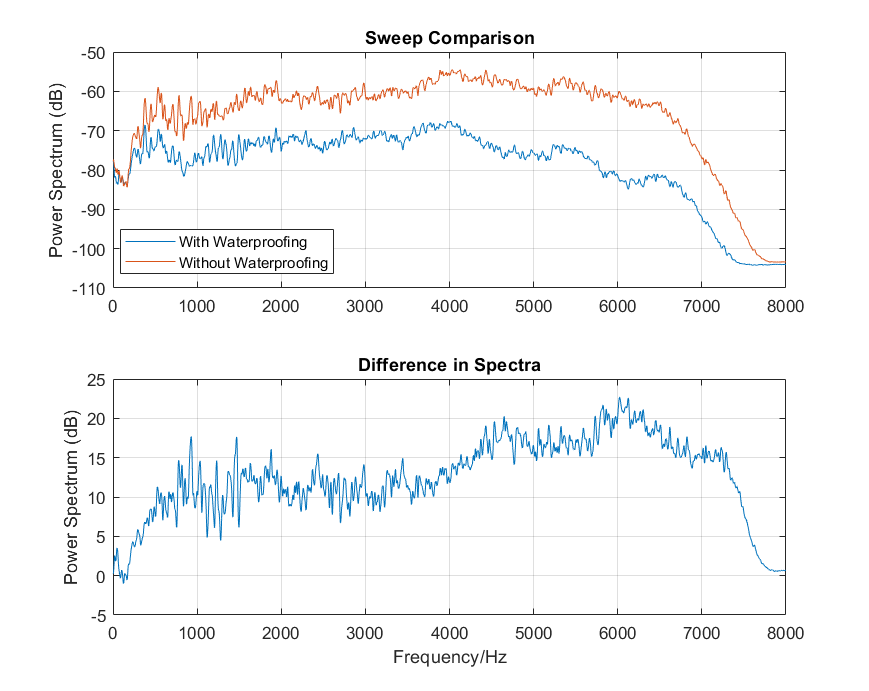 Sweep Comparison
-50
-60
-70
-80
-90
-100
-110
Power Spectrum (dB)
With Waterproofing
Without Waterproofing
0 1000 2000 3000 4000 5000 6000 7000 8000
Difference in Spectra
25
20
15
10
5
0
-5
Power Spectrum (dB)
0 1000 2000 3000 4000 5000 6000 7000 8000
Frequency/Hz